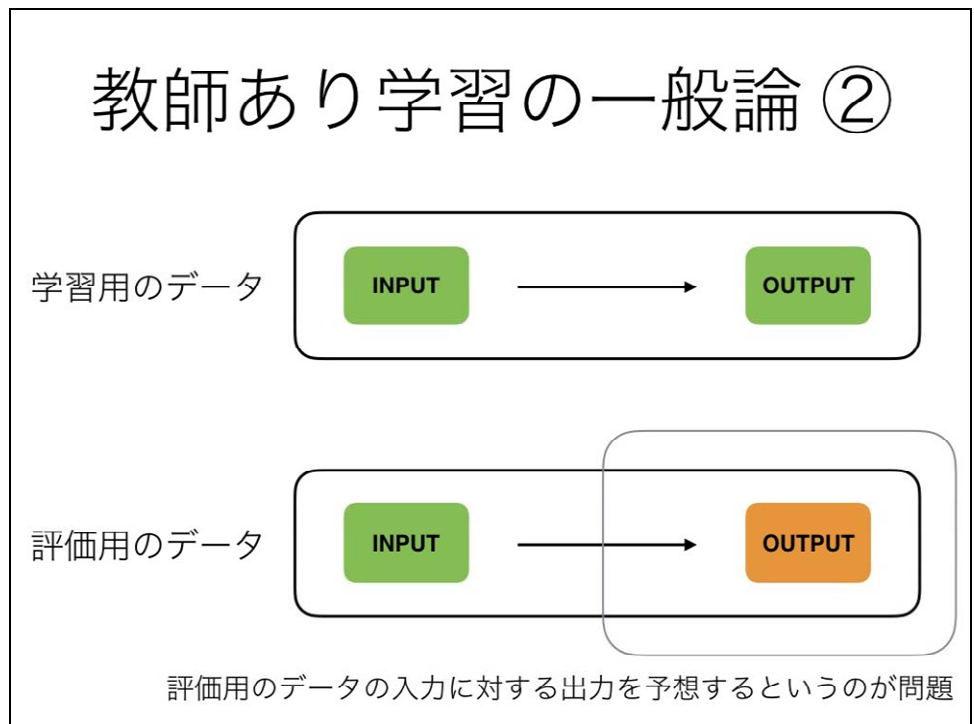 教師あり学習の一般論 ②
学習用のデータ
INPUT
OUTPUT
評価用のデータ
INPUT
OUTPUT
評価用のデータの入力に対する出力を予想するというのが問題